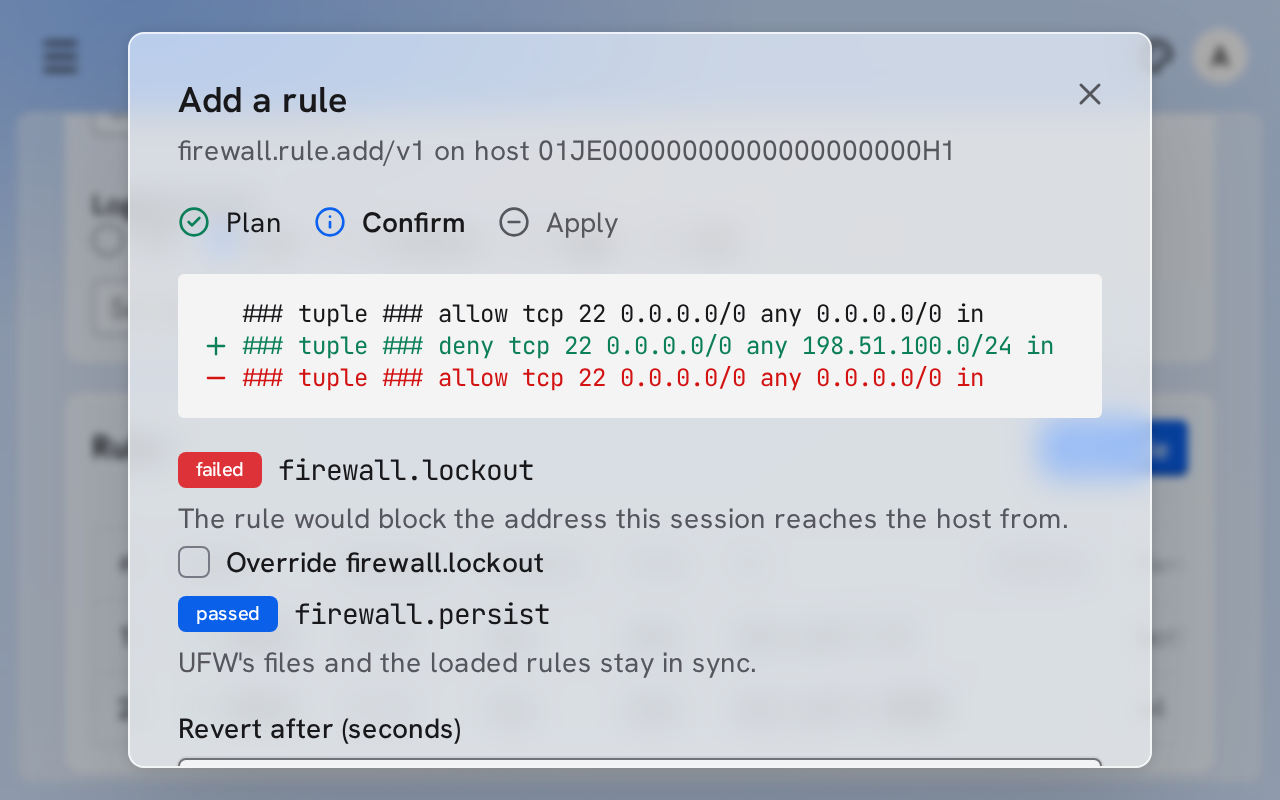 A
Add a rule
firewall.rule.add/v1 on host 01JE00000000000000000000H1
Plan
Confirm
Apply
### tuple ### allow tcp 22 0.0.0.0/0 any 0.0.0.0/0 in
+ ### tuple ### deny tcp 22 0.0.0.0/0 any 198.51.100.0/24 in
− ### tuple ### allow tcp 22 0.0.0.0/0 any 0.0.0.0/0 in
failed firewall.lockout
The rule would block the address this session reaches the host from.
Override firewall.lockout
passed firewall.persist
UFW's files and the loaded rules stay in sync.
Revert after (seconds)